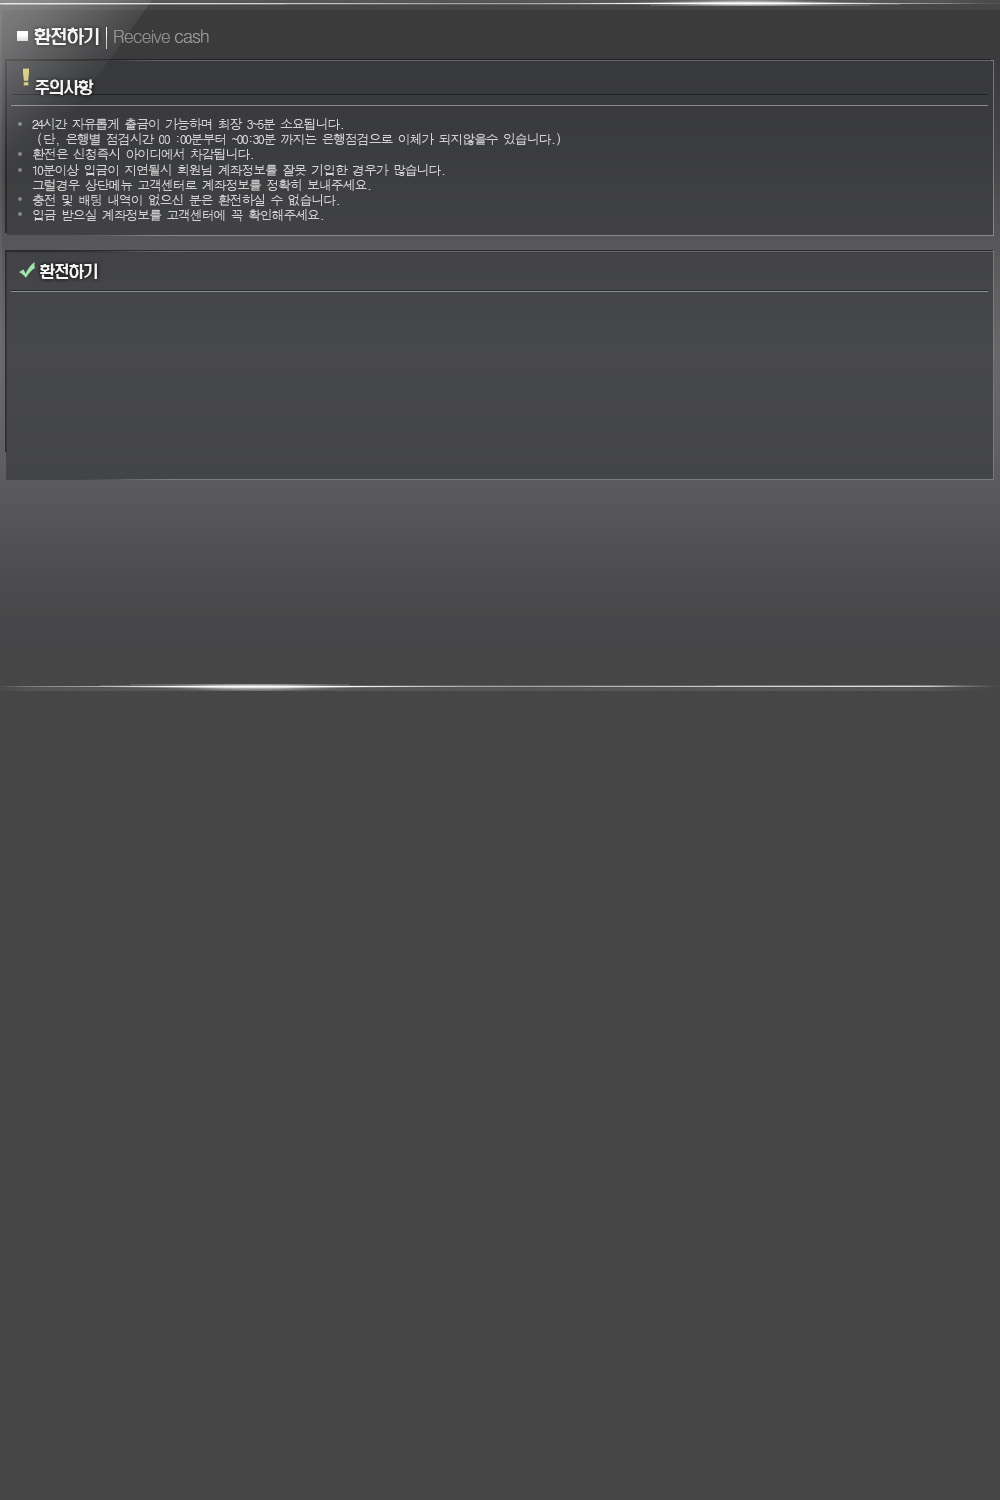 환전하기 Receive cash
주의사항
24시간 자유롭게 출금이 가능하며 최장 3~5분 소요됩니다.
(단, 은행별 점검시간 00 :00분부터 ~00:30분 까지는 은행점검으로 이체가 되지않을수 있습니다.)
환전은 신청즉시 아이디에서 차감됩니다.
10분이상 입금이 지연될시 회원님 계좌정보를 잘못 기입한 경우가 많습니다.
그럴경우 상단메뉴 고객센터로 계좌정보를 정확히 보내주세요.
충전 및 배팅 내역이 없으신 분은 환전하실 수 없습니다.
입금 받으실 계좌정보를 고객센터에 꼭 확인해주세요.
환전하기